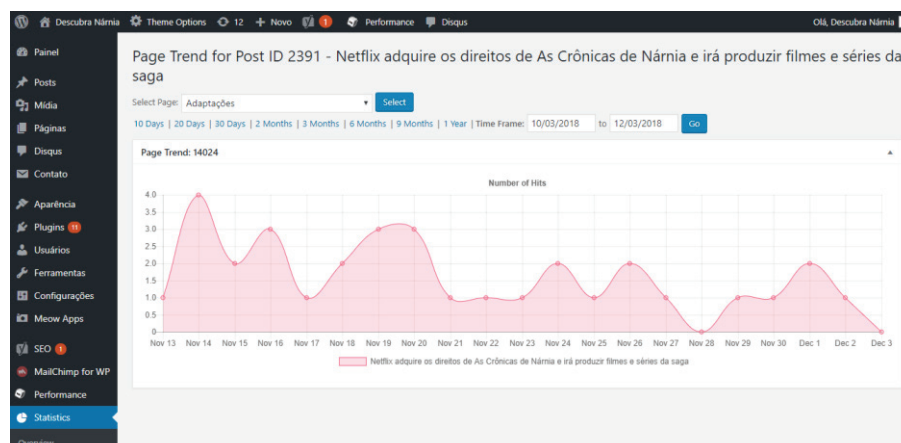 Descubra Nárnia Theme Options 12 Novo 1 Performance Disqus Olá, Descubra Nárnia
Painel
Posts
Mídia
Páginas
Disqus
Contato
Aparência
Plugins 11
Usuários
Ferramentas
Configurações
Meow Apps
SEO 1
MailChimp for WP
Performance
Statistics
Overview
Page Trend for Post ID 2391 - Netflix adquire os direitos de As Crônicas de Nárnia e irá produzir filmes e séries da
saga
Select Page: Adaptações Select
10 Days | 20 Days | 30 Days | 2 Months | 3 Months | 6 Months | 9 Months | 1 Year | Time Frame: 10/03/2018 to 12/03/2018 Go
Page Trend: 14024
Number of Hits
4.0
3.5
3.0
2.5
2.0
1.5
1.0
0.5
0
Nov 13 Nov 14 Nov 15 Nov 16 Nov 17 Nov 18 Nov 19 Nov 20 Nov 21 Nov 22 Nov 23 Nov 24 Nov 25 Nov 26 Nov 27 Nov 28 Nov 29 Nov 30 Dec 1 Dec 2 Dec 3
Netflix adquire os direitos de As Crônicas de Nárnia e irá produzir filmes e séries da saga